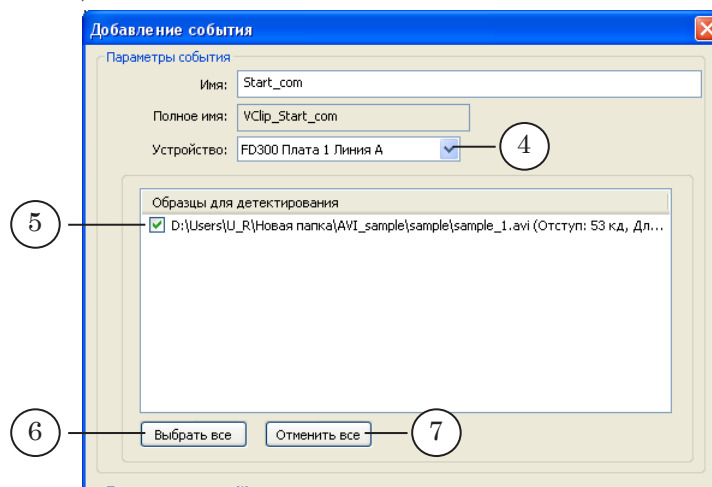 Добавление события
Параметры события
Имя: Start_com
Полное имя: VClip_Start_com
Устройство: FD300 Плата 1 Линия A
4
Образцы для детектирования
5
D:\Users\U_R\Новая папка\AVI_sample\sample\sample_1.avi (Отступ: 53 кд, Дл...
6
Выбрать все
Отменить все
7